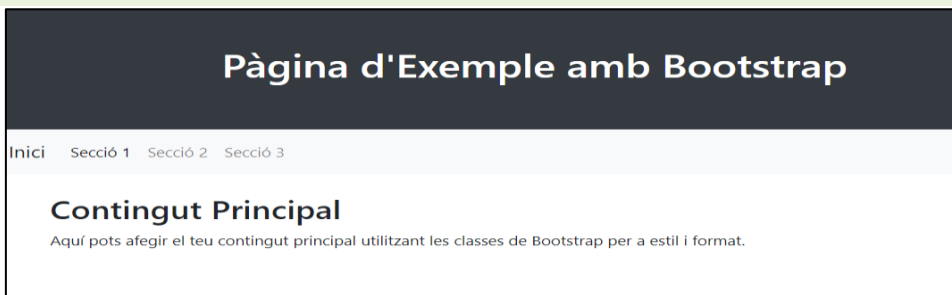 Pàgina d'Exemple amb Bootstrap
Inici Secció 1 Secció 2 Secció 3
Contingut Principal
Aquí pots afegir el teu contingut principal utilitzant les classes de Bootstrap per a estil i format.